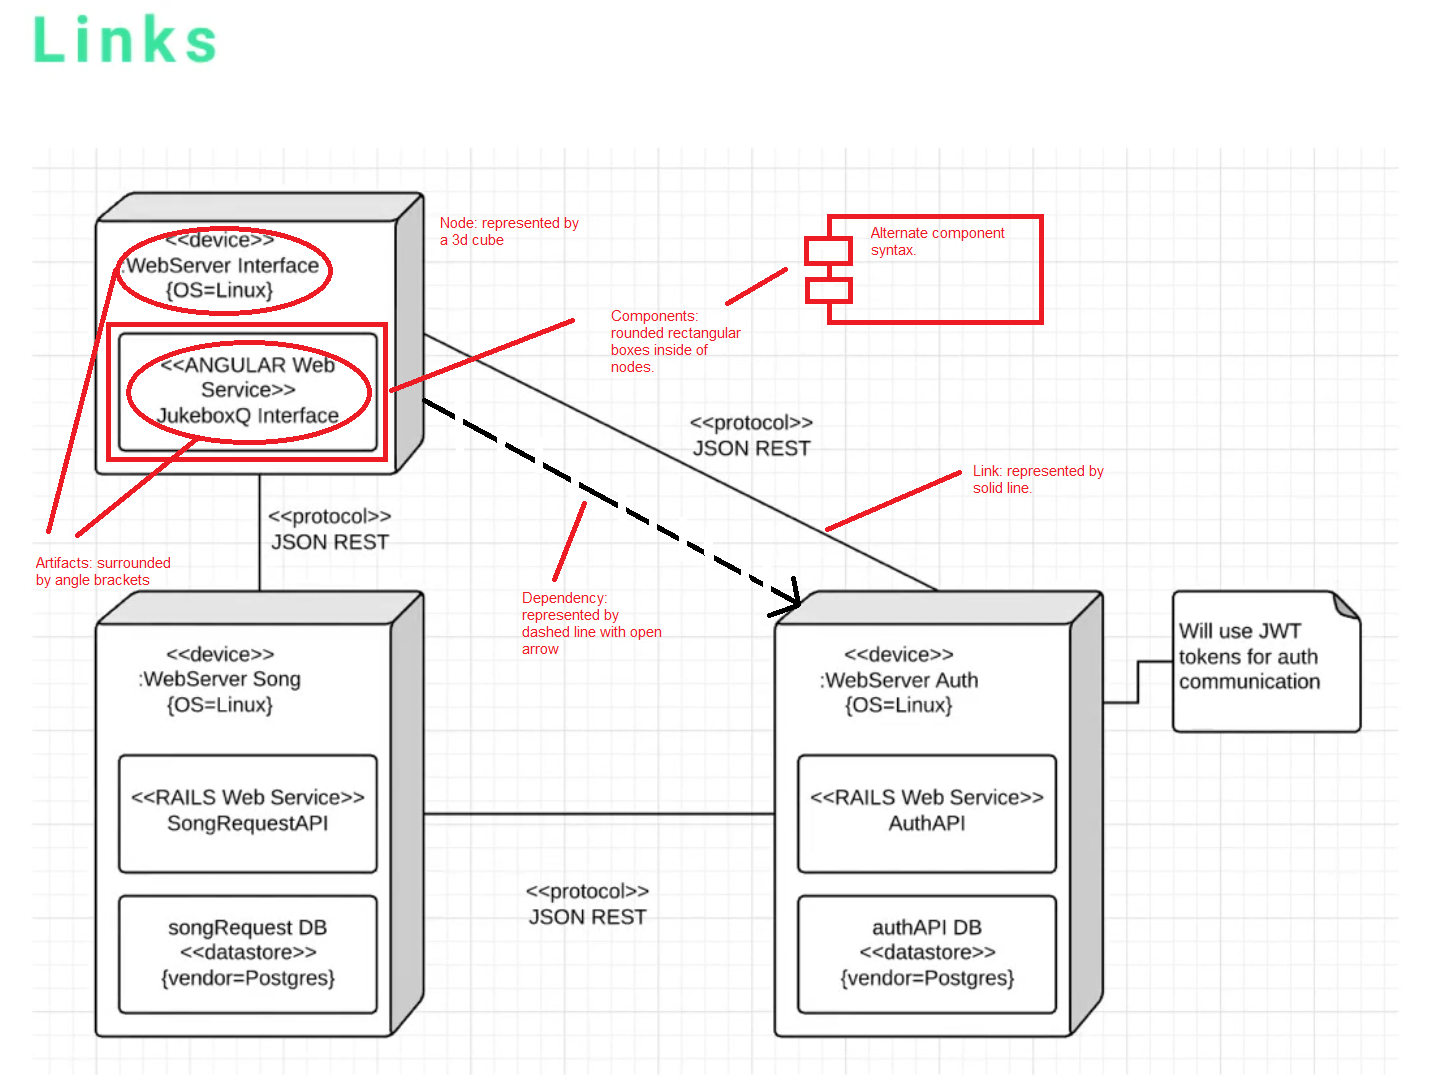 Links
<<device>>
:WebServer Interface
{OS=Linux}
<<ANGULAR Web
Service>>
JukeboxQ Interface
Node: represented by
a 3d cube
Alternate component
syntax.
Components:
rounded rectangular
boxes inside of
nodes.
<<protocol>>
JSON REST
Link: represented by
solid line.
<<protocol>>
JSON REST
Artifacts: surrounded
by angle brackets
Dependency:
represented by
dashed line with open
arrow
<<device>>
:WebServer Song
{OS=Linux}
<<RAILS Web Service>>
SongRequestAPI
songRequest DB
<<datastore>>
{vendor=Postgres}
<<protocol>>
JSON REST
<<device>>
:WebServer Auth
{OS=Linux}
<<RAILS Web Service>>
AuthAPI
authAPI DB
<<datastore>>
{vendor=Postgres}
Will use JWT
tokens for auth
communication